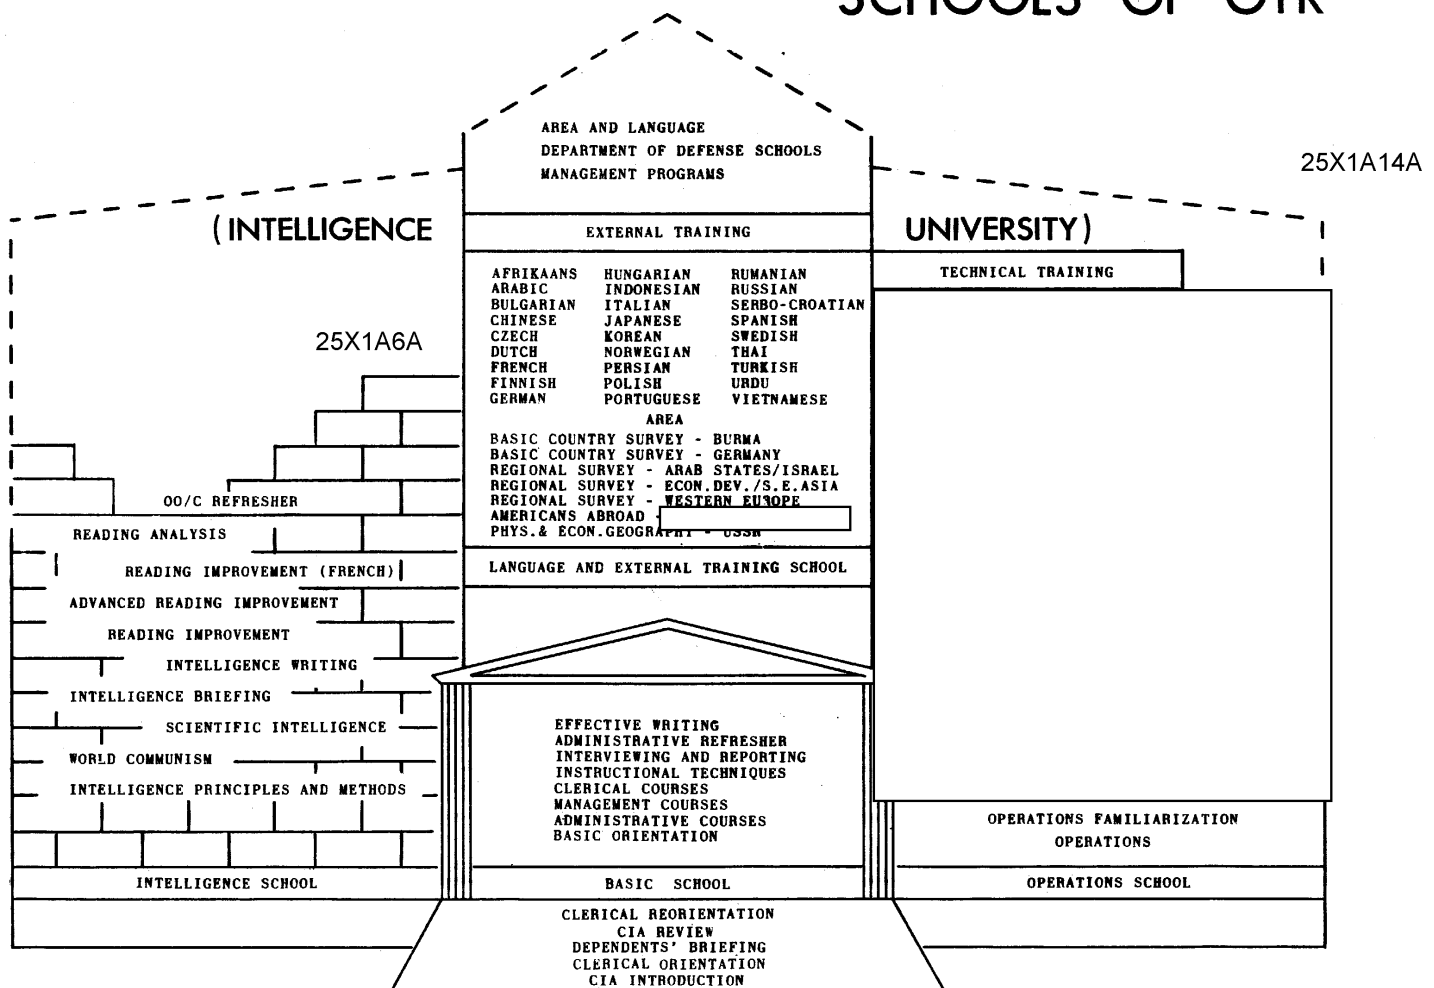 SCHOOLS OF OTR
AREA AND LANGUAGE
DEPARTMENT OF DEFENSE SCHOOLS
MANAGEMENT PROGRAMS
25X1A14A
(INTELLIGENCE UNIVERSITY)
EXTERNAL TRAINING
TECHNICAL TRAINING
AFRIKAANS HUNGARIAN RUMANIAN
ARABIC INDONESIAN RUSSIAN
BULGARIAN ITALIAN SERBO-CROATIAN
CHINESE JAPANESE SPANISH
CZECH KOREAN SWEDISH
DUTCH NORWEGIAN THAI
FRENCH PERSIAN TURKISH
FINNISH POLISH URDU
GERMAN PORTUGUESE VIETNAMESE
25X1A6A
AREA
BASIC COUNTRY SURVEY - BURMA
BASIC COUNTRY SURVEY - GERMANY
REGIONAL SURVEY - ARAB STATES/ISRAEL
REGIONAL SURVEY - ECON.DEV./S.E.ASIA
REGIONAL SURVEY - WESTERN EUROPE
AMERICANS ABROAD -
PHYS.& ECON.GEOGRAPHY - USSR
LANGUAGE AND EXTERNAL TRAINING SCHOOL
OO/C REFRESHER
READING ANALYSIS
READING IMPROVEMENT (FRENCH)
ADVANCED READING IMPROVEMENT
READING IMPROVEMENT
INTELLIGENCE WRITING
INTELLIGENCE BRIEFING
SCIENTIFIC INTELLIGENCE
WORLD COMMUNISM
INTELLIGENCE PRINCIPLES AND METHODS
INTELLIGENCE SCHOOL
EFFECTIVE WRITING
ADMINISTRATIVE REFRESHER
INTERVIEWING AND REPORTING
INSTRUCTIONAL TECHNIQUES
CLERICAL COURSES
MANAGEMENT COURSES
ADMINISTRATIVE COURSES
BASIC ORIENTATION
BASIC SCHOOL
OPERATIONS FAMILIARIZATION
OPERATIONS
OPERATIONS SCHOOL
CLERICAL REORIENTATION
CIA REVIEW
DEPENDENTS' BRIEFING
CLERICAL ORIENTATION
CIA INTRODUCTION